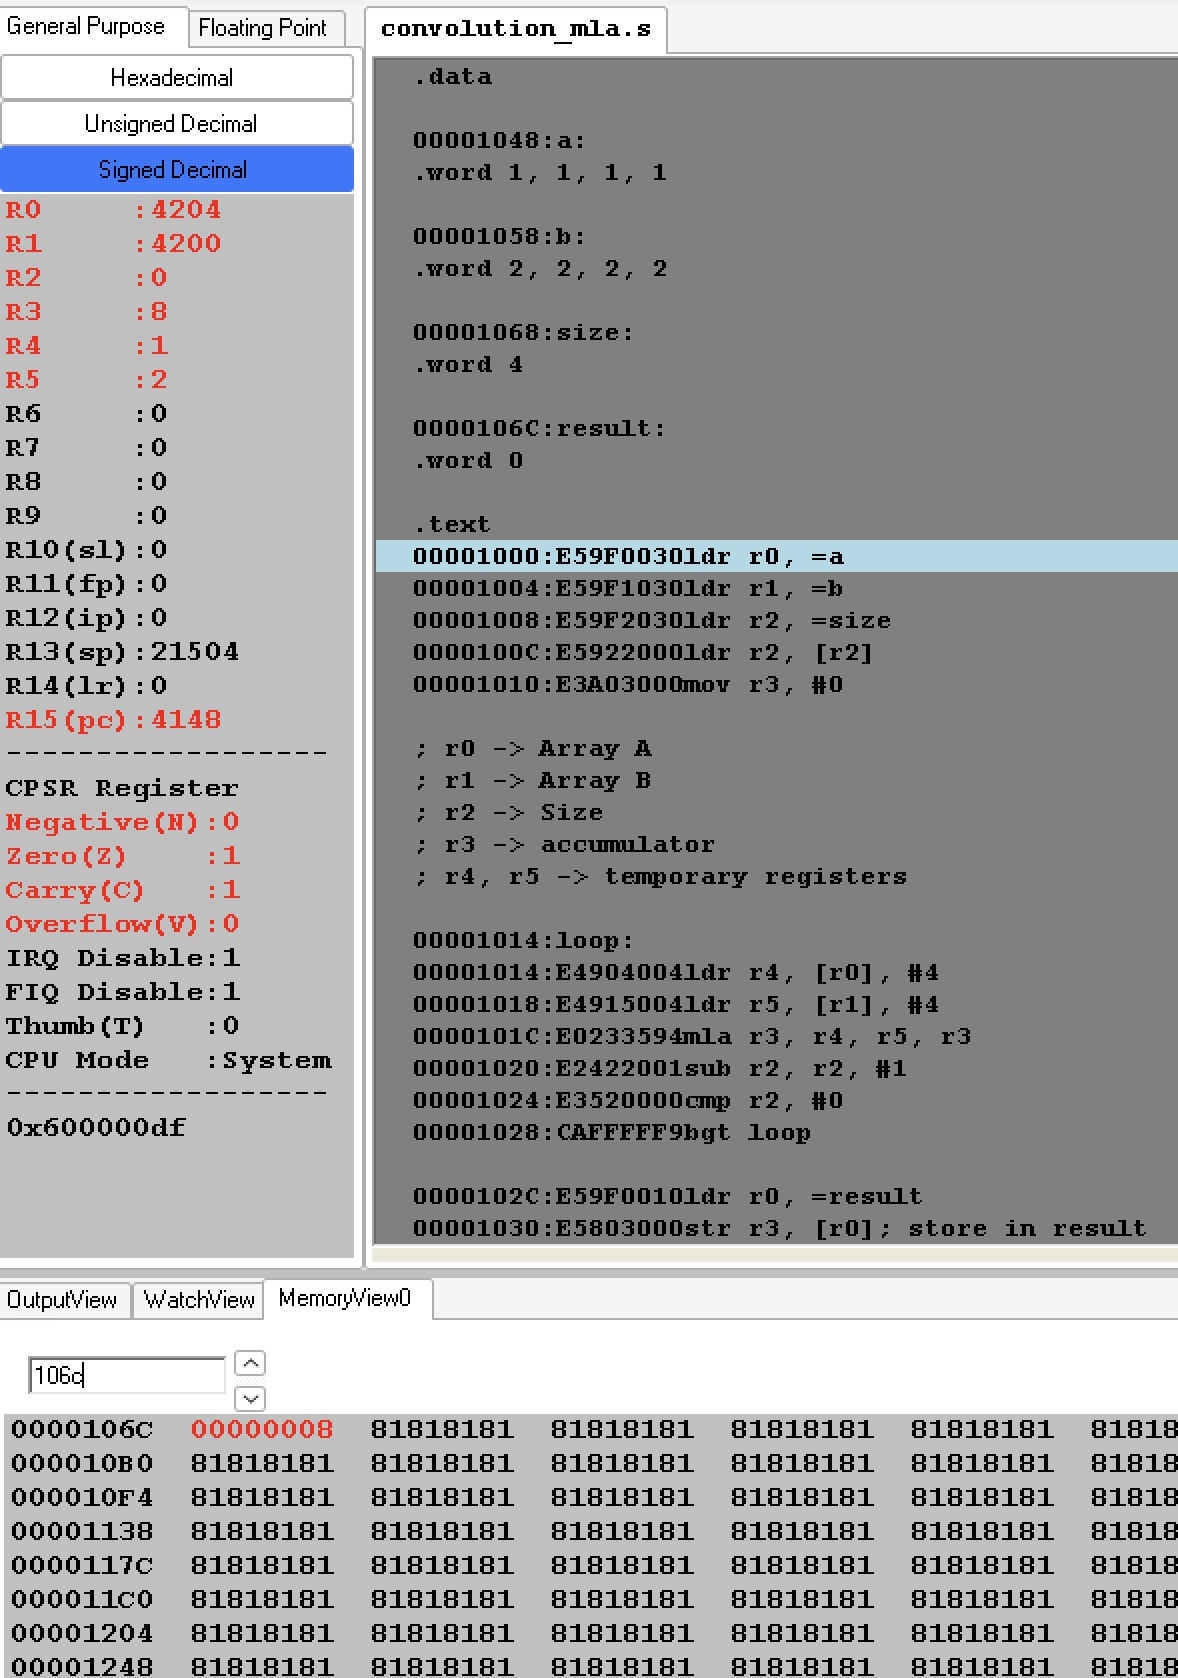 General Purpose
Floating Point
Hexadecimal
Unsigned Decimal
Signed Decimal
R0 :4204
R1 :4200
R2 :0
R3 :8
R4 :1
R5 :2
R6 :0
R7 :0
R8 :0
R9 :0
R10(sl):0
R11(fp):0
R12(ip):0
R13(sp):21504
R14(lr):0
R15(pc):4148
------------------
CPSR Register
Negative(N):0
Zero(Z) :1
Carry(C) :1
Overflow(V):0
IRQ Disable:1
FIQ Disable:1
Thumb(T) :0
CPU Mode :System
------------------
0x600000df
convolution_mla.s
.data
00001048:a:
.word 1, 1, 1, 1
00001058:b:
.word 2, 2, 2, 2
00001068:size:
.word 4
0000106C:result:
.word 0
.text
00001000:E59F0030ldr r0, =a
00001004:E59F1030ldr r1, =b
00001008:E59F2030ldr r2, =size
0000100C:E5922000ldr r2, [r2]
00001010:E3A03000mov r3, #0
; r0 -> Array A
; r1 -> Array B
; r2 -> Size
; r3 -> accumulator
; r4, r5 -> temporary registers
00001014:loop:
00001014:E4904004ldr r4, [r0], #4
00001018:E4915004ldr r5, [r1], #4
0000101C:E0233594mla r3, r4, r5, r3
00001020:E2422001sub r2, r2, #1
00001024:E3520000cmp r2, #0
00001028:CAFFFFF9bgt loop
0000102C:E59F0010ldr r0, =result
00001030:E5803000str r3, [r0]; store in result
OutputView
WatchView
MemoryView0
106c
0000106C 00000008 81818181 81818181 81818181 81818181 81818
000010B0 81818181 81818181 81818181 81818181 81818181 81818
000010F4 81818181 81818181 81818181 81818181 81818181 81818
00001138 81818181 81818181 81818181 81818181 81818181 81818
0000117C 81818181 81818181 81818181 81818181 81818181 81818
000011C0 81818181 81818181 81818181 81818181 81818181 81818
00001204 81818181 81818181 81818181 81818181 81818181 81818
00001248 81818181 81818181 81818181 81818181 81818181 81818